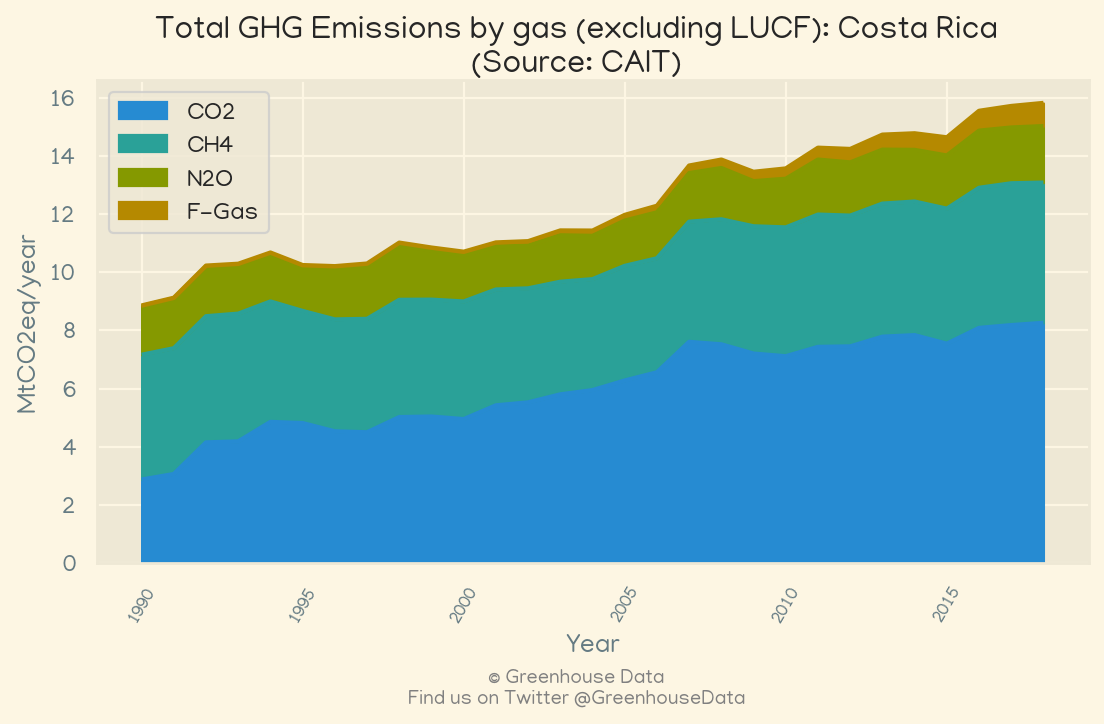 Total GHG Emissions by gas (excluding LUCF): Costa Rica
(Source: CAIT)
16
14
12
10
8
6
4
2
0
MtCO2eq/year
CO2
CH4
N2O
F-Gas
1990
1995
2000
2005
2010
2015
Year
© Greenhouse Data
Find us on Twitter @GreenhouseData